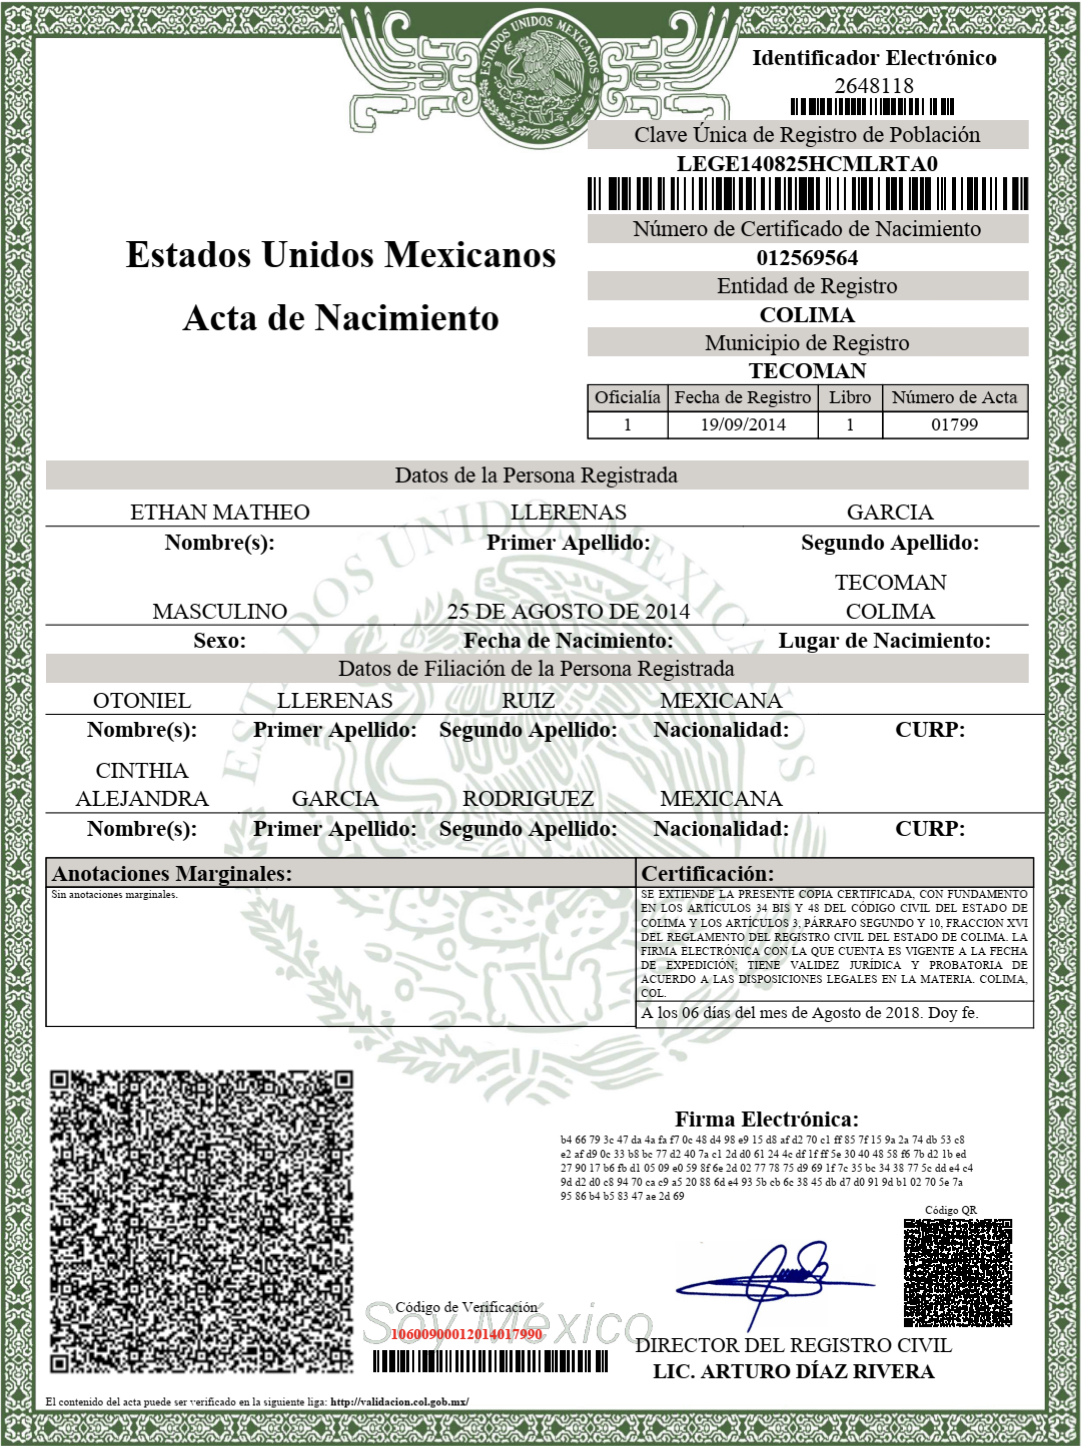 ESTADOS UNIDOS MEXICANOS
Identificador Electrónico
2648118
Clave Única de Registro de Población
LEGE140825HCMLRTA0
Número de Certificado de Nacimiento
012569564
Entidad de Registro
COLIMA
Municipio de Registro
TECOMAN
Oficialía Fecha de Registro Libro Número de Acta
1 19/09/2014 1 01799
Estados Unidos Mexicanos
Acta de Nacimiento
Datos de la Persona Registrada
ETHAN MATHEO LLERENAS GARCIA
Nombre(s): Primer Apellido: Segundo Apellido:
TECOMAN
MASCULINO 25 DE AGOSTO DE 2014 COLIMA
Sexo: Fecha de Nacimiento: Lugar de Nacimiento:
Datos de Filiación de la Persona Registrada
OTONIEL LLERENAS RUIZ MEXICANA
Nombre(s): Primer Apellido: Segundo Apellido: Nacionalidad: CURP:
CINTHIA
ALEJANDRA GARCIA RODRIGUEZ MEXICANA
Nombre(s): Primer Apellido: Segundo Apellido: Nacionalidad: CURP:
ESTADOS UNIDOS MEXICANOS
Anotaciones Marginales:
Sin anotaciones marginales.
Certificación:
SE EXTIENDE LA PRESENTE COPIA CERTIFICADA, CON FUNDAMENTO
EN LOS ARTÍCULOS 34 BIS Y 48 DEL CÓDIGO CIVIL DEL ESTADO DE
COLIMA Y LOS ARTÍCULOS 3, PÁRRAFO SEGUNDO Y 10, FRACCION XVI
DEL REGLAMENTO DEL REGISTRO CIVIL DEL ESTADO DE COLIMA. LA
FIRMA ELECTRÓNICA CON LA QUE CUENTA ES VIGENTE A LA FECHA
DE EXPEDICIÓN; TIENE VALIDEZ JURÍDICA Y PROBATORIA DE
ACUERDO A LAS DISPOSICIONES LEGALES EN LA MATERIA. COLIMA,
COL.
A los 06 días del mes de Agosto de 2018. Doy fe.
Firma Electrónica:
b4 66 79 3c 47 da 4a fa f7 0c 48 d4 98 e9 15 d8 af d2 70 c1 ff 85 7f 15 9a 2a 74 db 53 c8
e2 af d9 0c 33 b8 bc 77 d2 40 7a c1 2d d0 61 24 4c df 1f ff 5e 30 40 48 58 f6 7b d2 1b ed
27 90 17 b6 fb d1 05 09 e0 59 8f 6e 2d 02 77 78 75 d9 69 1f 7c 35 bc 34 38 77 5c dd e4 c4
9d d2 d0 c8 94 70 ca c9 a5 20 88 6d e4 93 5b cb 6c 38 45 db d7 d0 91 9d b1 02 70 5e 7a
95 86 b4 b5 83 47 ae 2d 69
Código QR
Código de Verificación
Soy México
10600900012014017990
DIRECTOR DEL REGISTRO CIVIL
LIC. ARTURO DÍAZ RIVERA
El contenido del acta puede ser verificado en la siguiente liga: http://validacion.col.gob.mx/